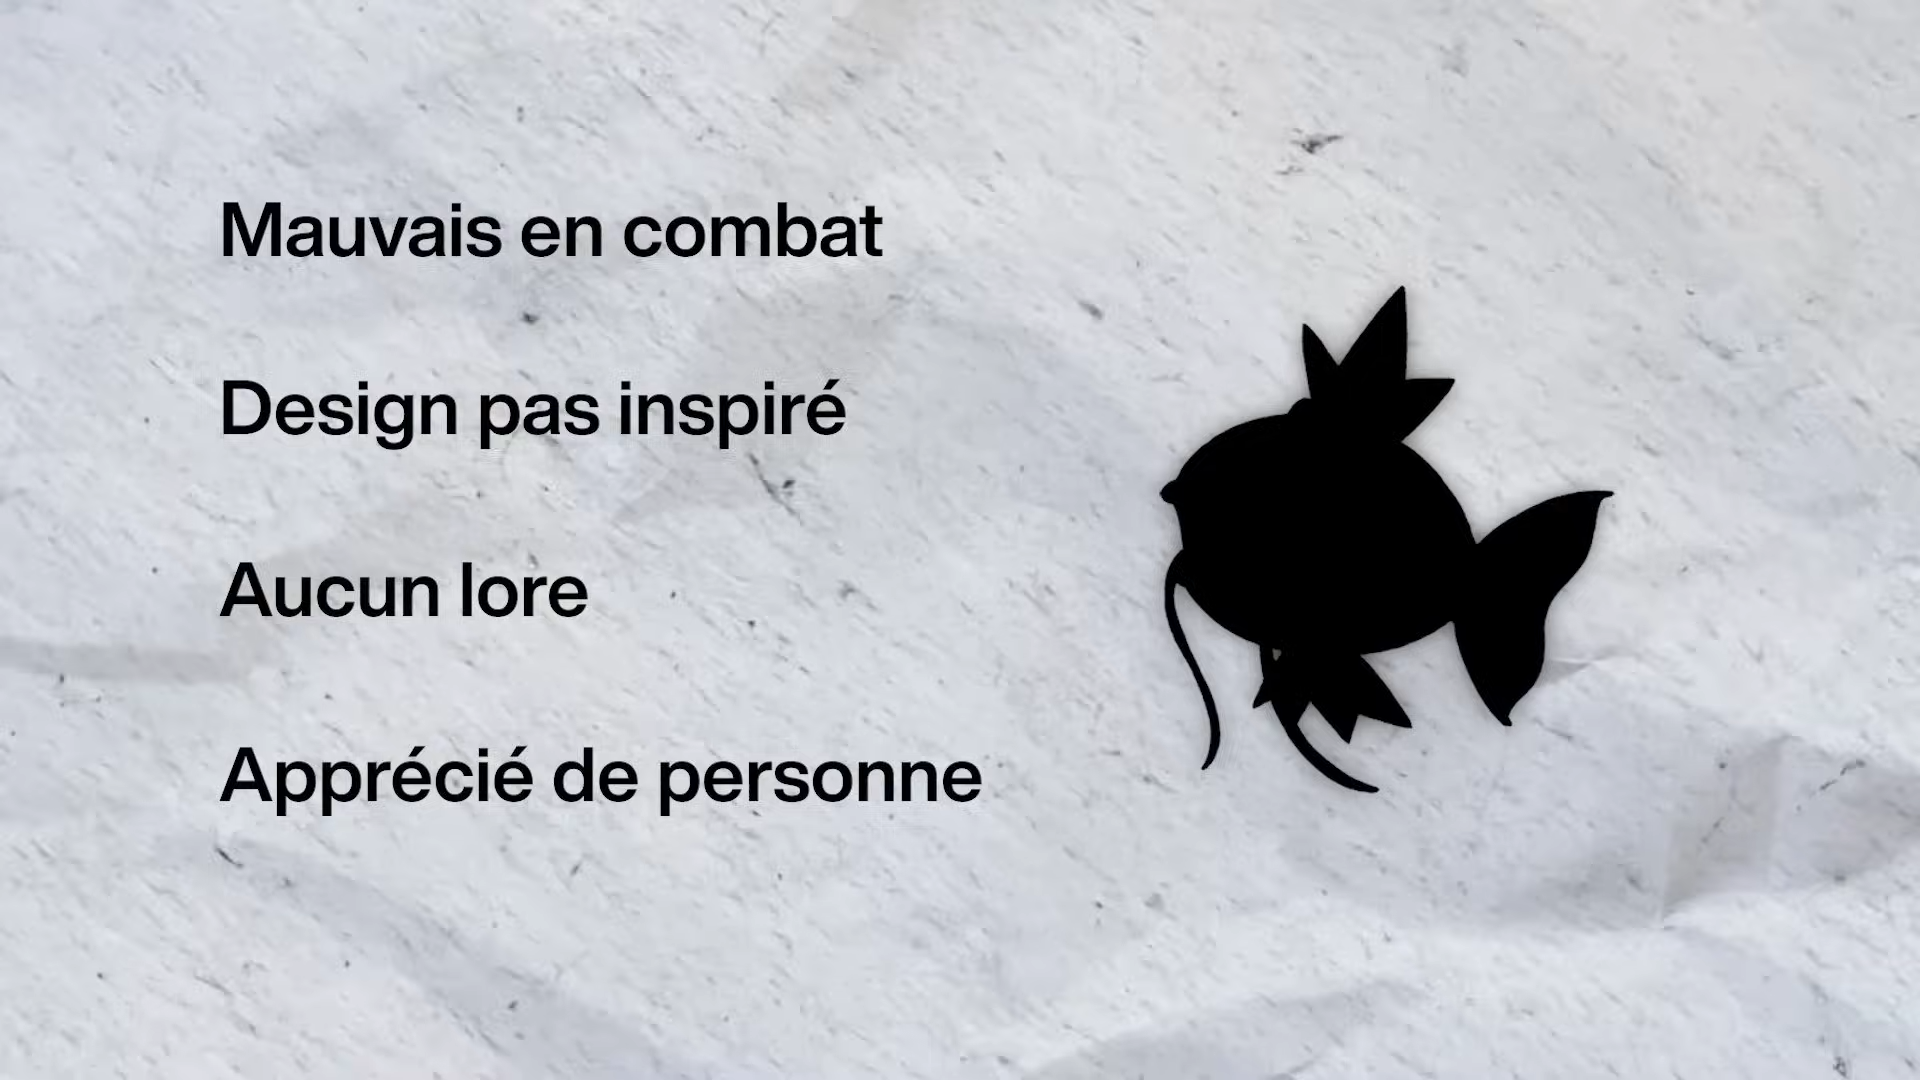 Mauvais en combat
Design pas inspiré
Aucun lore
Apprécié de personne